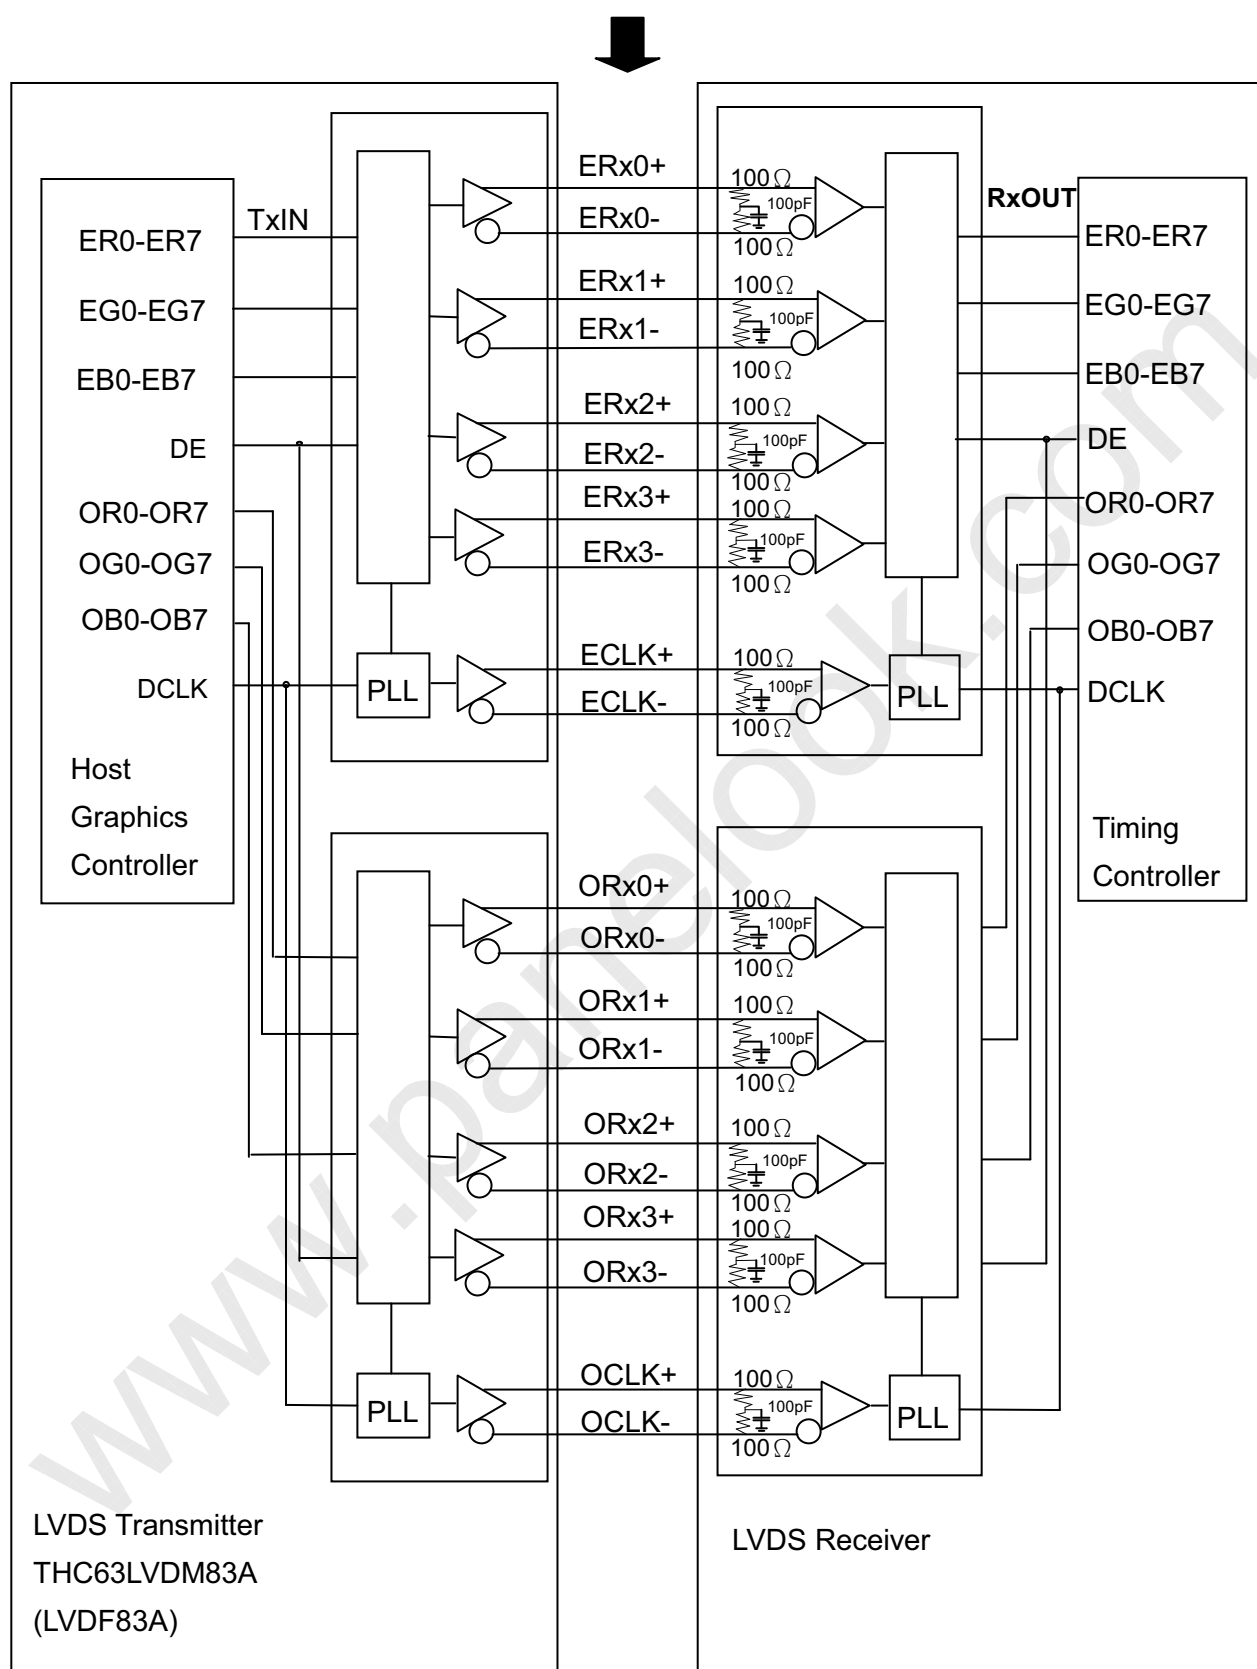 ERx0+
100Ω
TxIN
100pF
RxOUT
ERx0-
ER0-ER7
100Ω
ER0-ER7
ERx1+
100Ω
EG0-EG7
100pF
EG0-EG7
ERx1-
100Ω
EB0-EB7
EB0-EB7
ERx2+
100Ω
DE
100pF
DE
ERx2-
100Ω
ERx3+
100Ω
OR0-OR7
OR0-OR7
100pF
ERx3-
OG0-OG7
OG0-OG7
100Ω
OB0-OB7
OB0-OB7
ECLK+
100Ω
DCLK
PLL
100pF
PLL
DCLK
ECLK-
100Ω
Host
Graphics
Controller
Timing
Controller
ORx0+
100Ω
100pF
ORx0-
100Ω
ORx1+
100Ω
100pF
ORx1-
100Ω
ORx2+
100Ω
100pF
ORx2-
100Ω
ORx3+
100Ω
100pF
ORx3-
100Ω
OCLK+
100Ω
PLL
100pF
PLL
OCLK-
100Ω
LVDS Transmitter
THC63LVDM83A
(LVDF83A)
LVDS Receiver
www.panelook.com